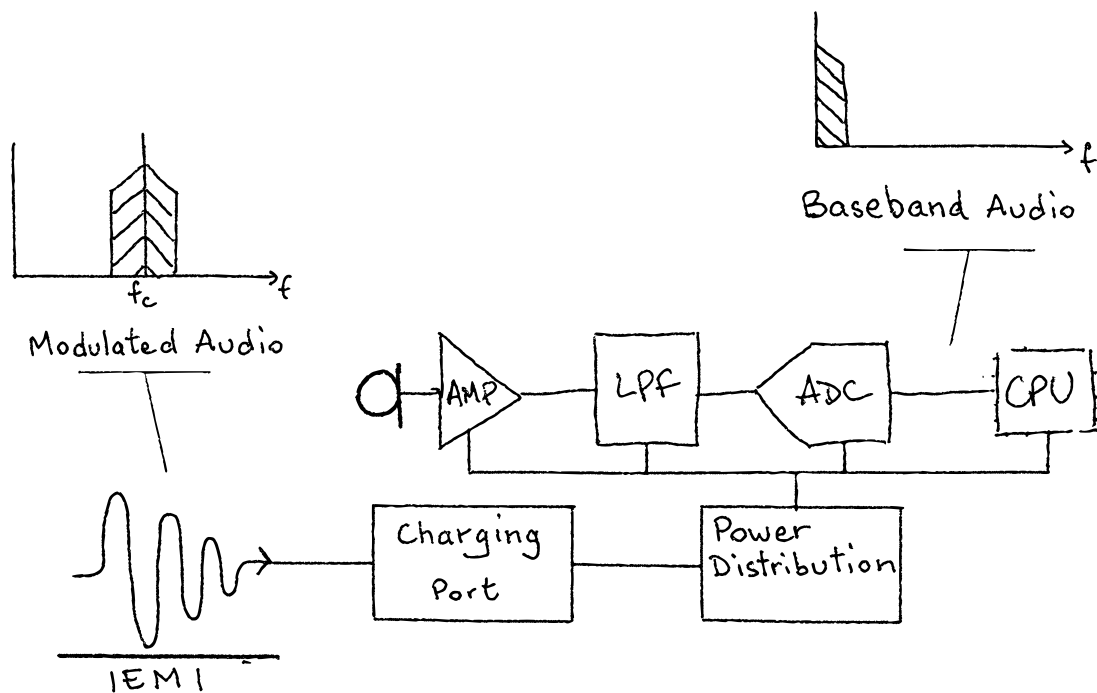 f
Baseband Audio
fc
f
Modulated Audio
AMP
LPF
ADC
CPU
Charging
Port
Power
Distribution
IEMI